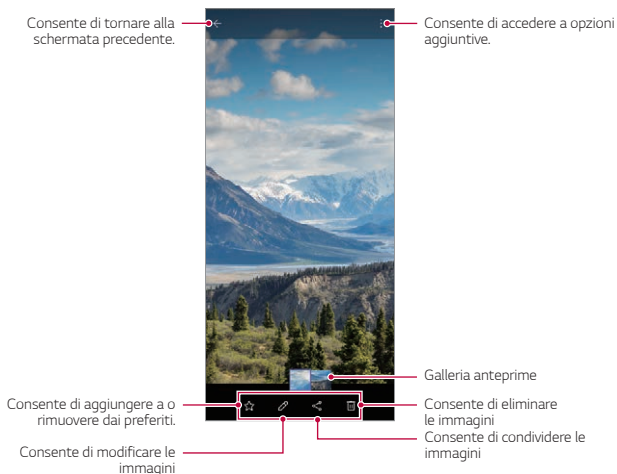 Consente di tornare alla
schermata precedente.
Consente di accedere a opzioni
aggiuntive.
Galleria anteprime
Consente di aggiungere a o
rimuovere dai preferiti.
Consente di eliminare
le immagini
Consente di condividere le
immagini
Consente di modificare le
immagini